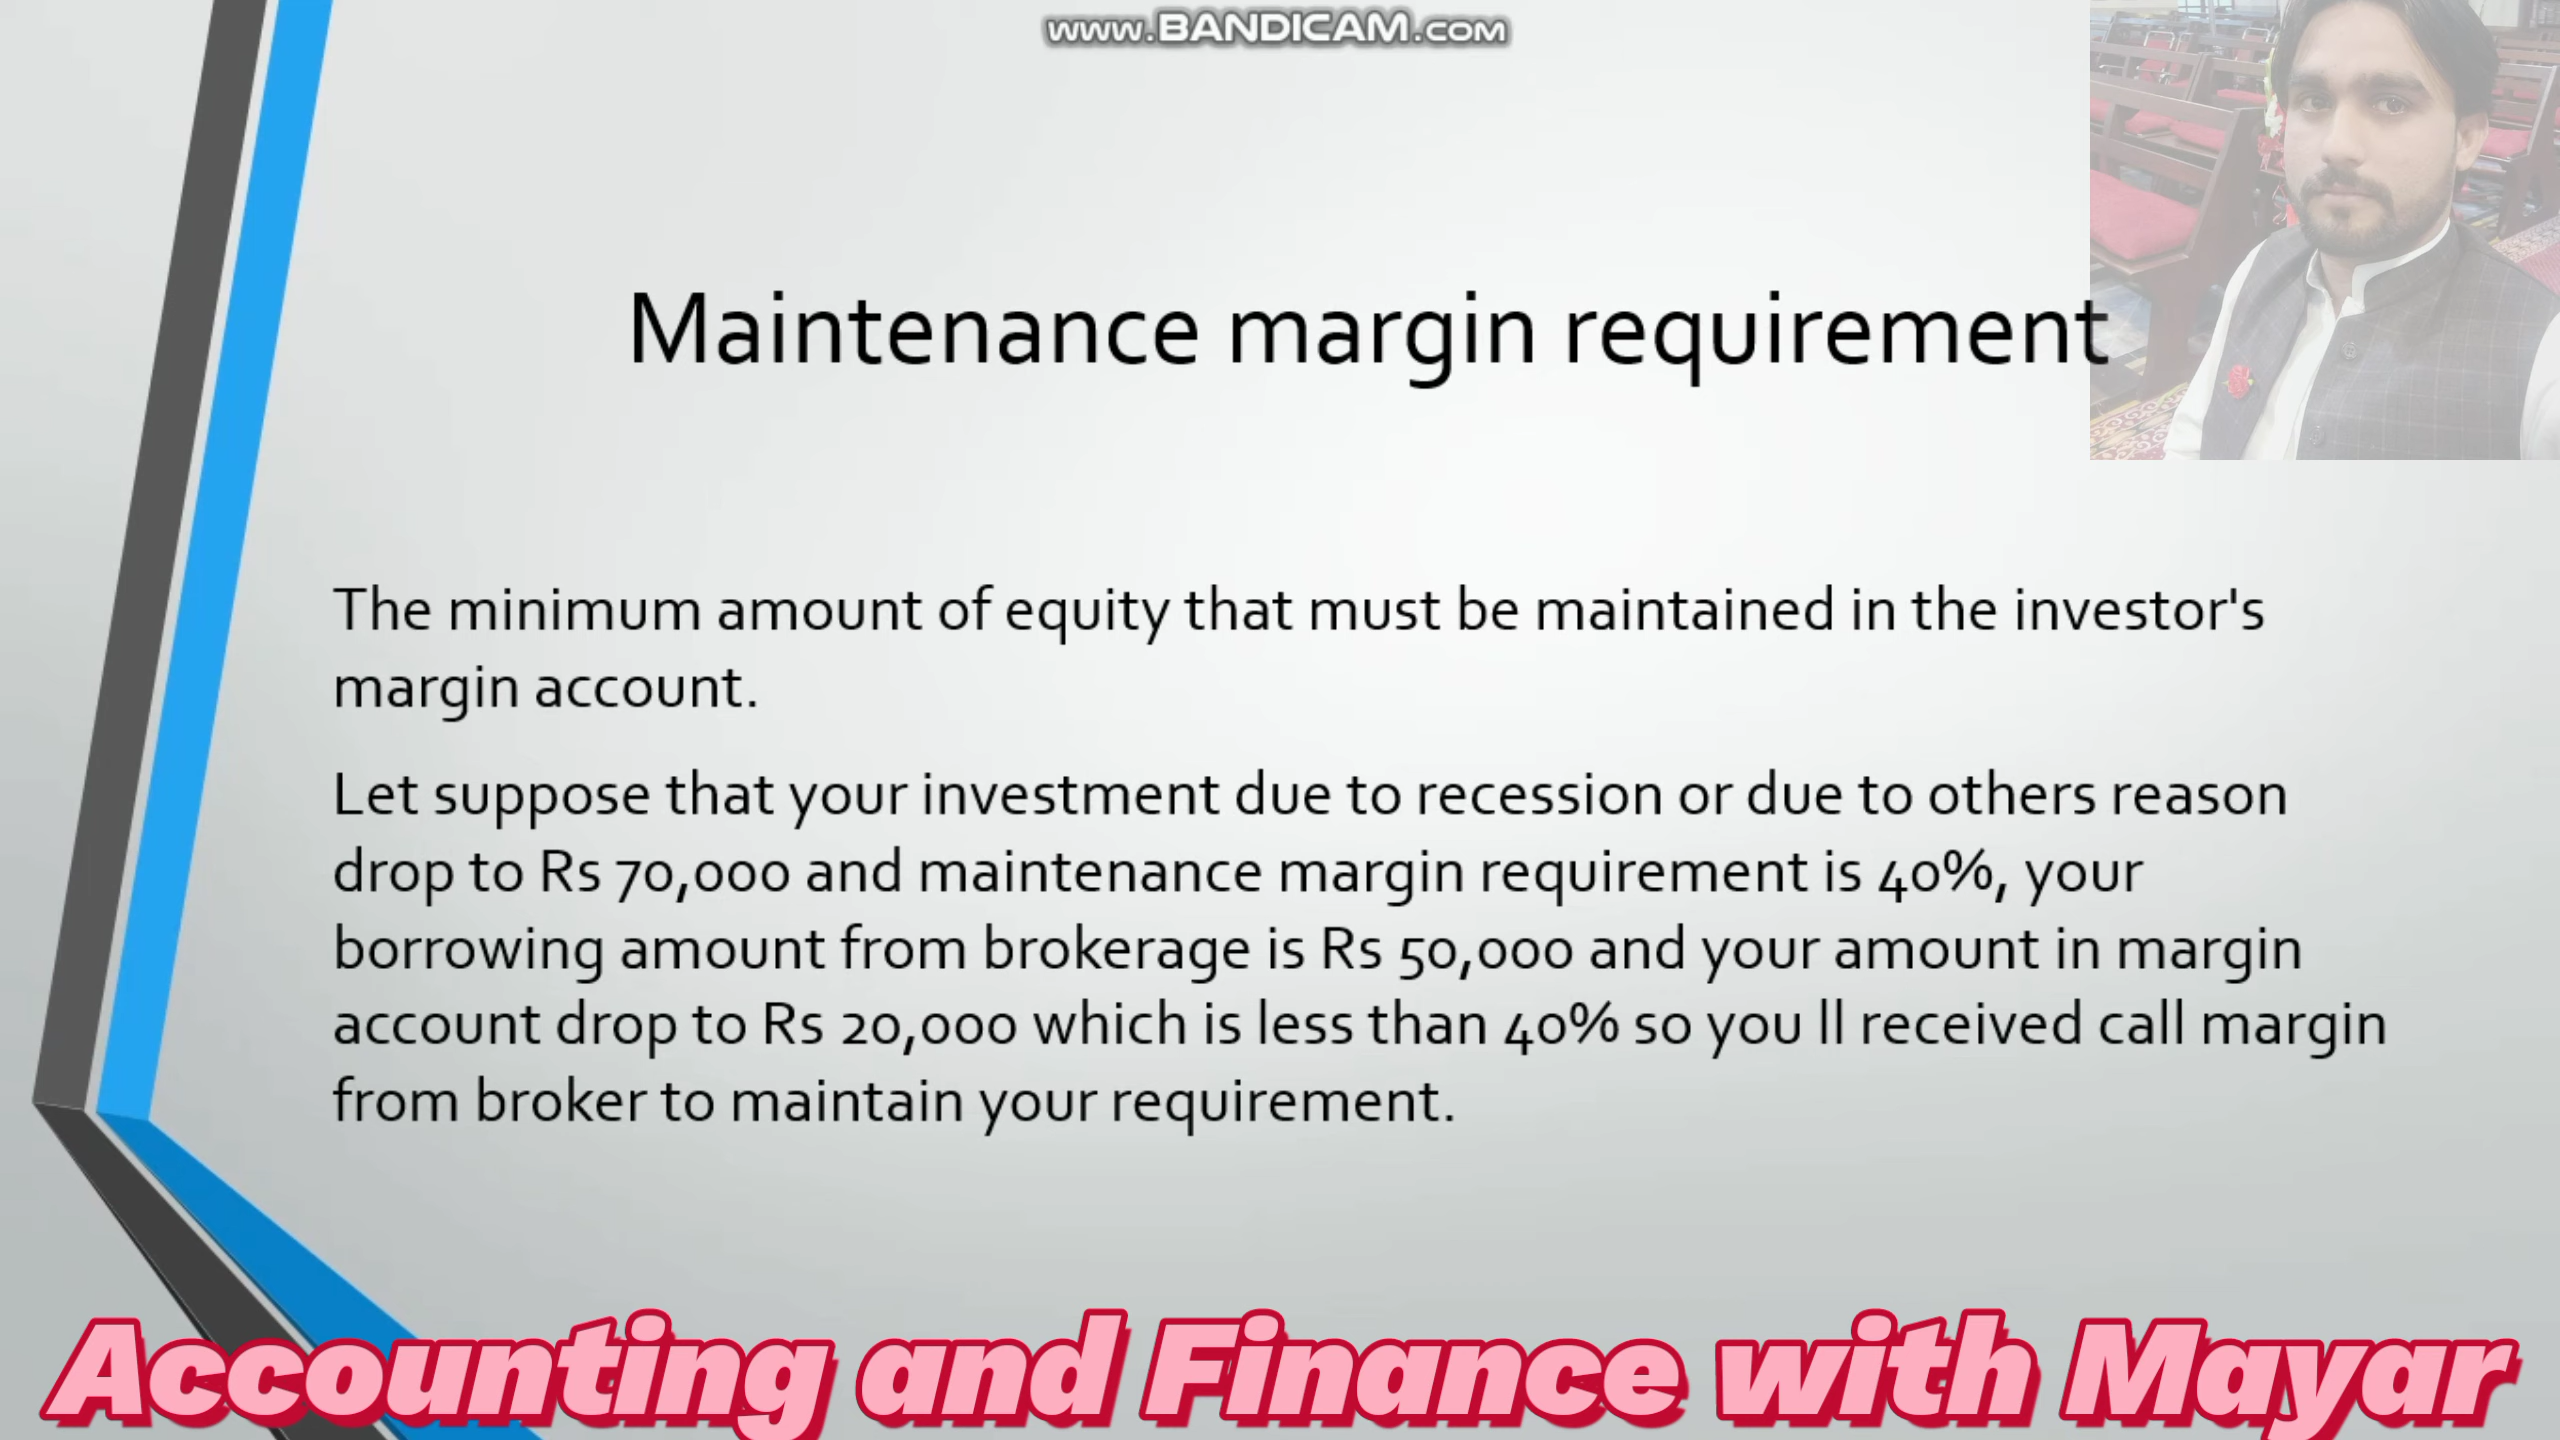 www.BANDICAM.com
Maintenance margin requirement
The minimum amount of equity that must be maintained in the investor's
margin account.
Let suppose that your investment due to recession or due to others reason
drop to Rs 70,000 and maintenance margin requirement is 40%, your
borrowing amount from brokerage is Rs 50,000 and your amount in margin
account drop to Rs 20,000 which is less than 40% so you ll received call margin
from broker to maintain your requirement.
Accounting and Finance with Mayar